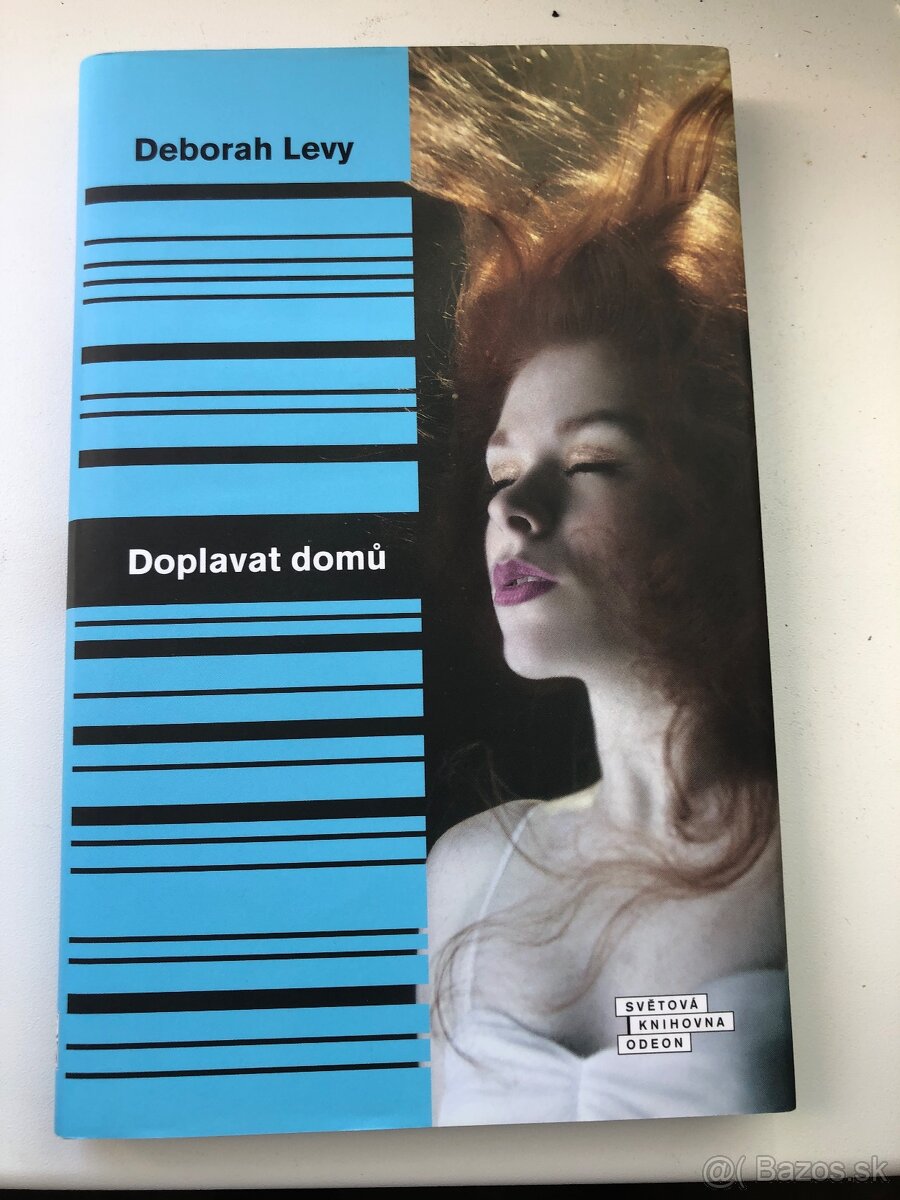 Deborah Levy
Doplavat domů
SVĚTOVÁ
KNIHOVNA
ODEON
@( Bazos.sk